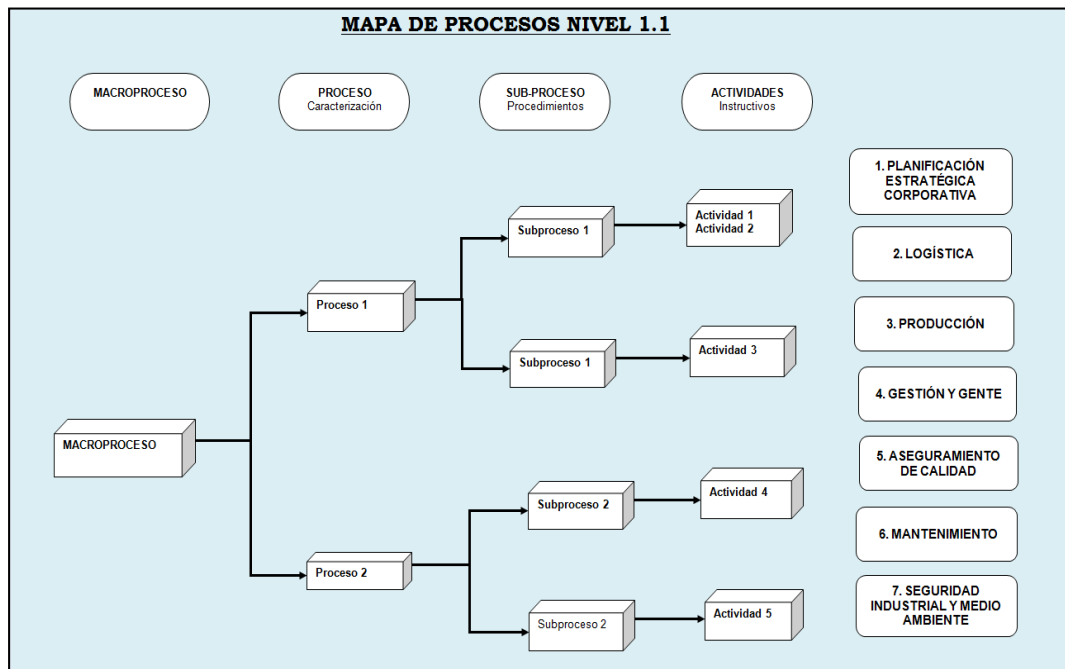 MAPA DE PROCESOS NIVEL 1.1
MACROPROCESO
PROCESO
Caracterización
SUB-PROCESO
Procedimientos
ACTIVIDADES
Instructivos
1. PLANIFICACIÓN
ESTRATÉGICA
CORPORATIVA
Subproceso 1
Actividad 1
Actividad 2
2. LOGÍSTICA
Proceso 1
3. PRODUCCIÓN
Subproceso 1
Actividad 3
4. GESTIÓN Y GENTE
MACROPROCESO
5. ASEGURAMIENTO
DE CALIDAD
Subproceso 2
Actividad 4
6. MANTENIMIENTO
Proceso 2
7. SEGURIDAD
INDUSTRIAL Y MEDIO
AMBIENTE
Subproceso 2
Actividad 5